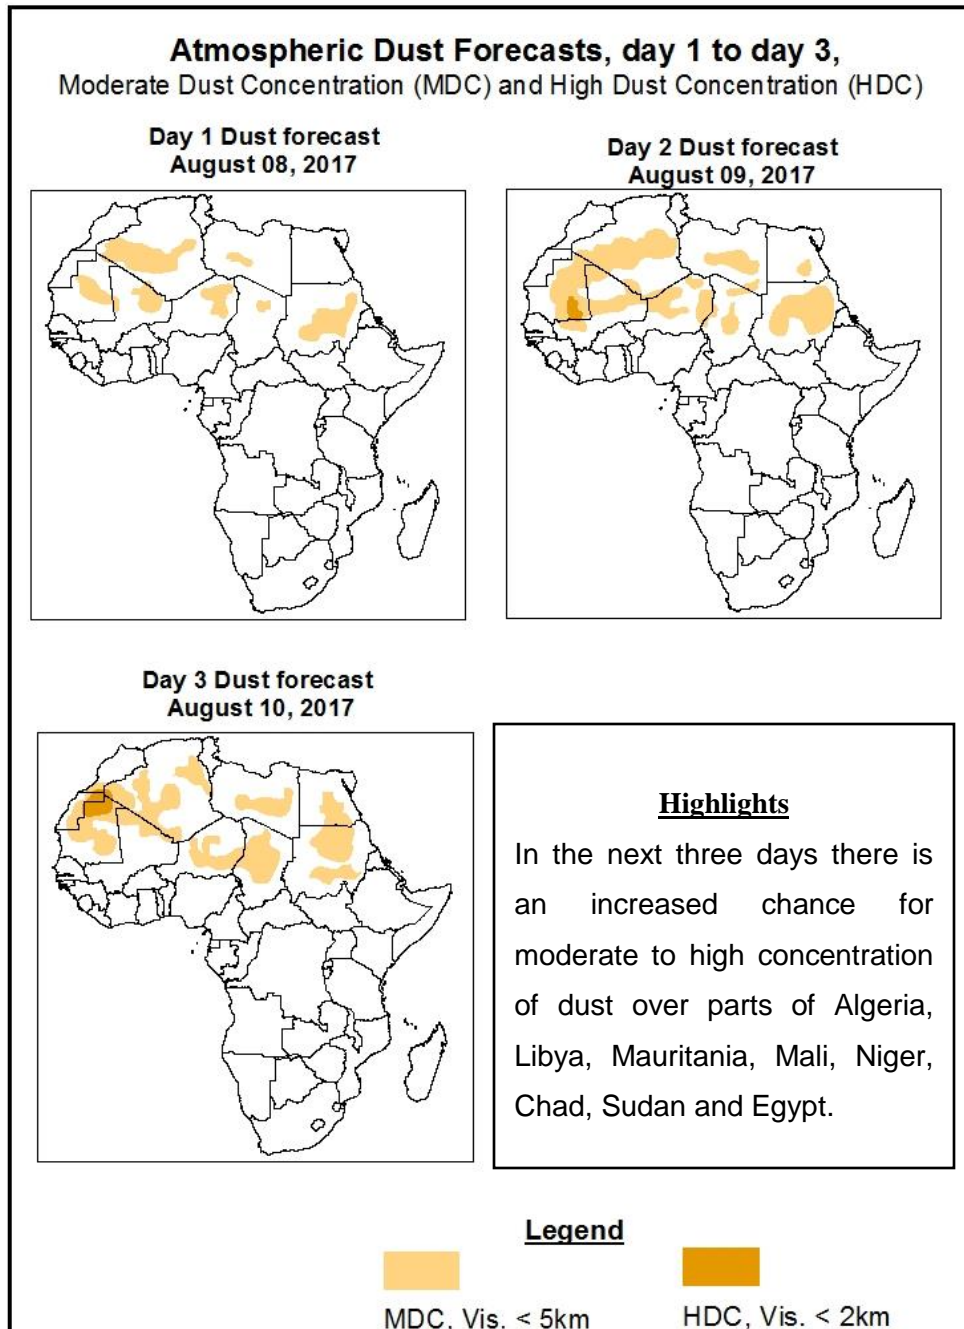 Atmospheric Dust Forecasts, day 1 to day 3,
Moderate Dust Concentration (MDC) and High Dust Concentration (HDC)
Day 1 Dust forecast
August 08, 2017
Day 2 Dust forecast
August 09, 2017
Day 3 Dust forecast
August 10, 2017
Highlights
In the next three days there is
an increased chance for
moderate to high concentration
of dust over parts of Algeria,
Libya, Mauritania, Mali, Niger,
Chad, Sudan and Egypt.
Legend
MDC, Vis. < 5km
HDC, Vis. < 2km